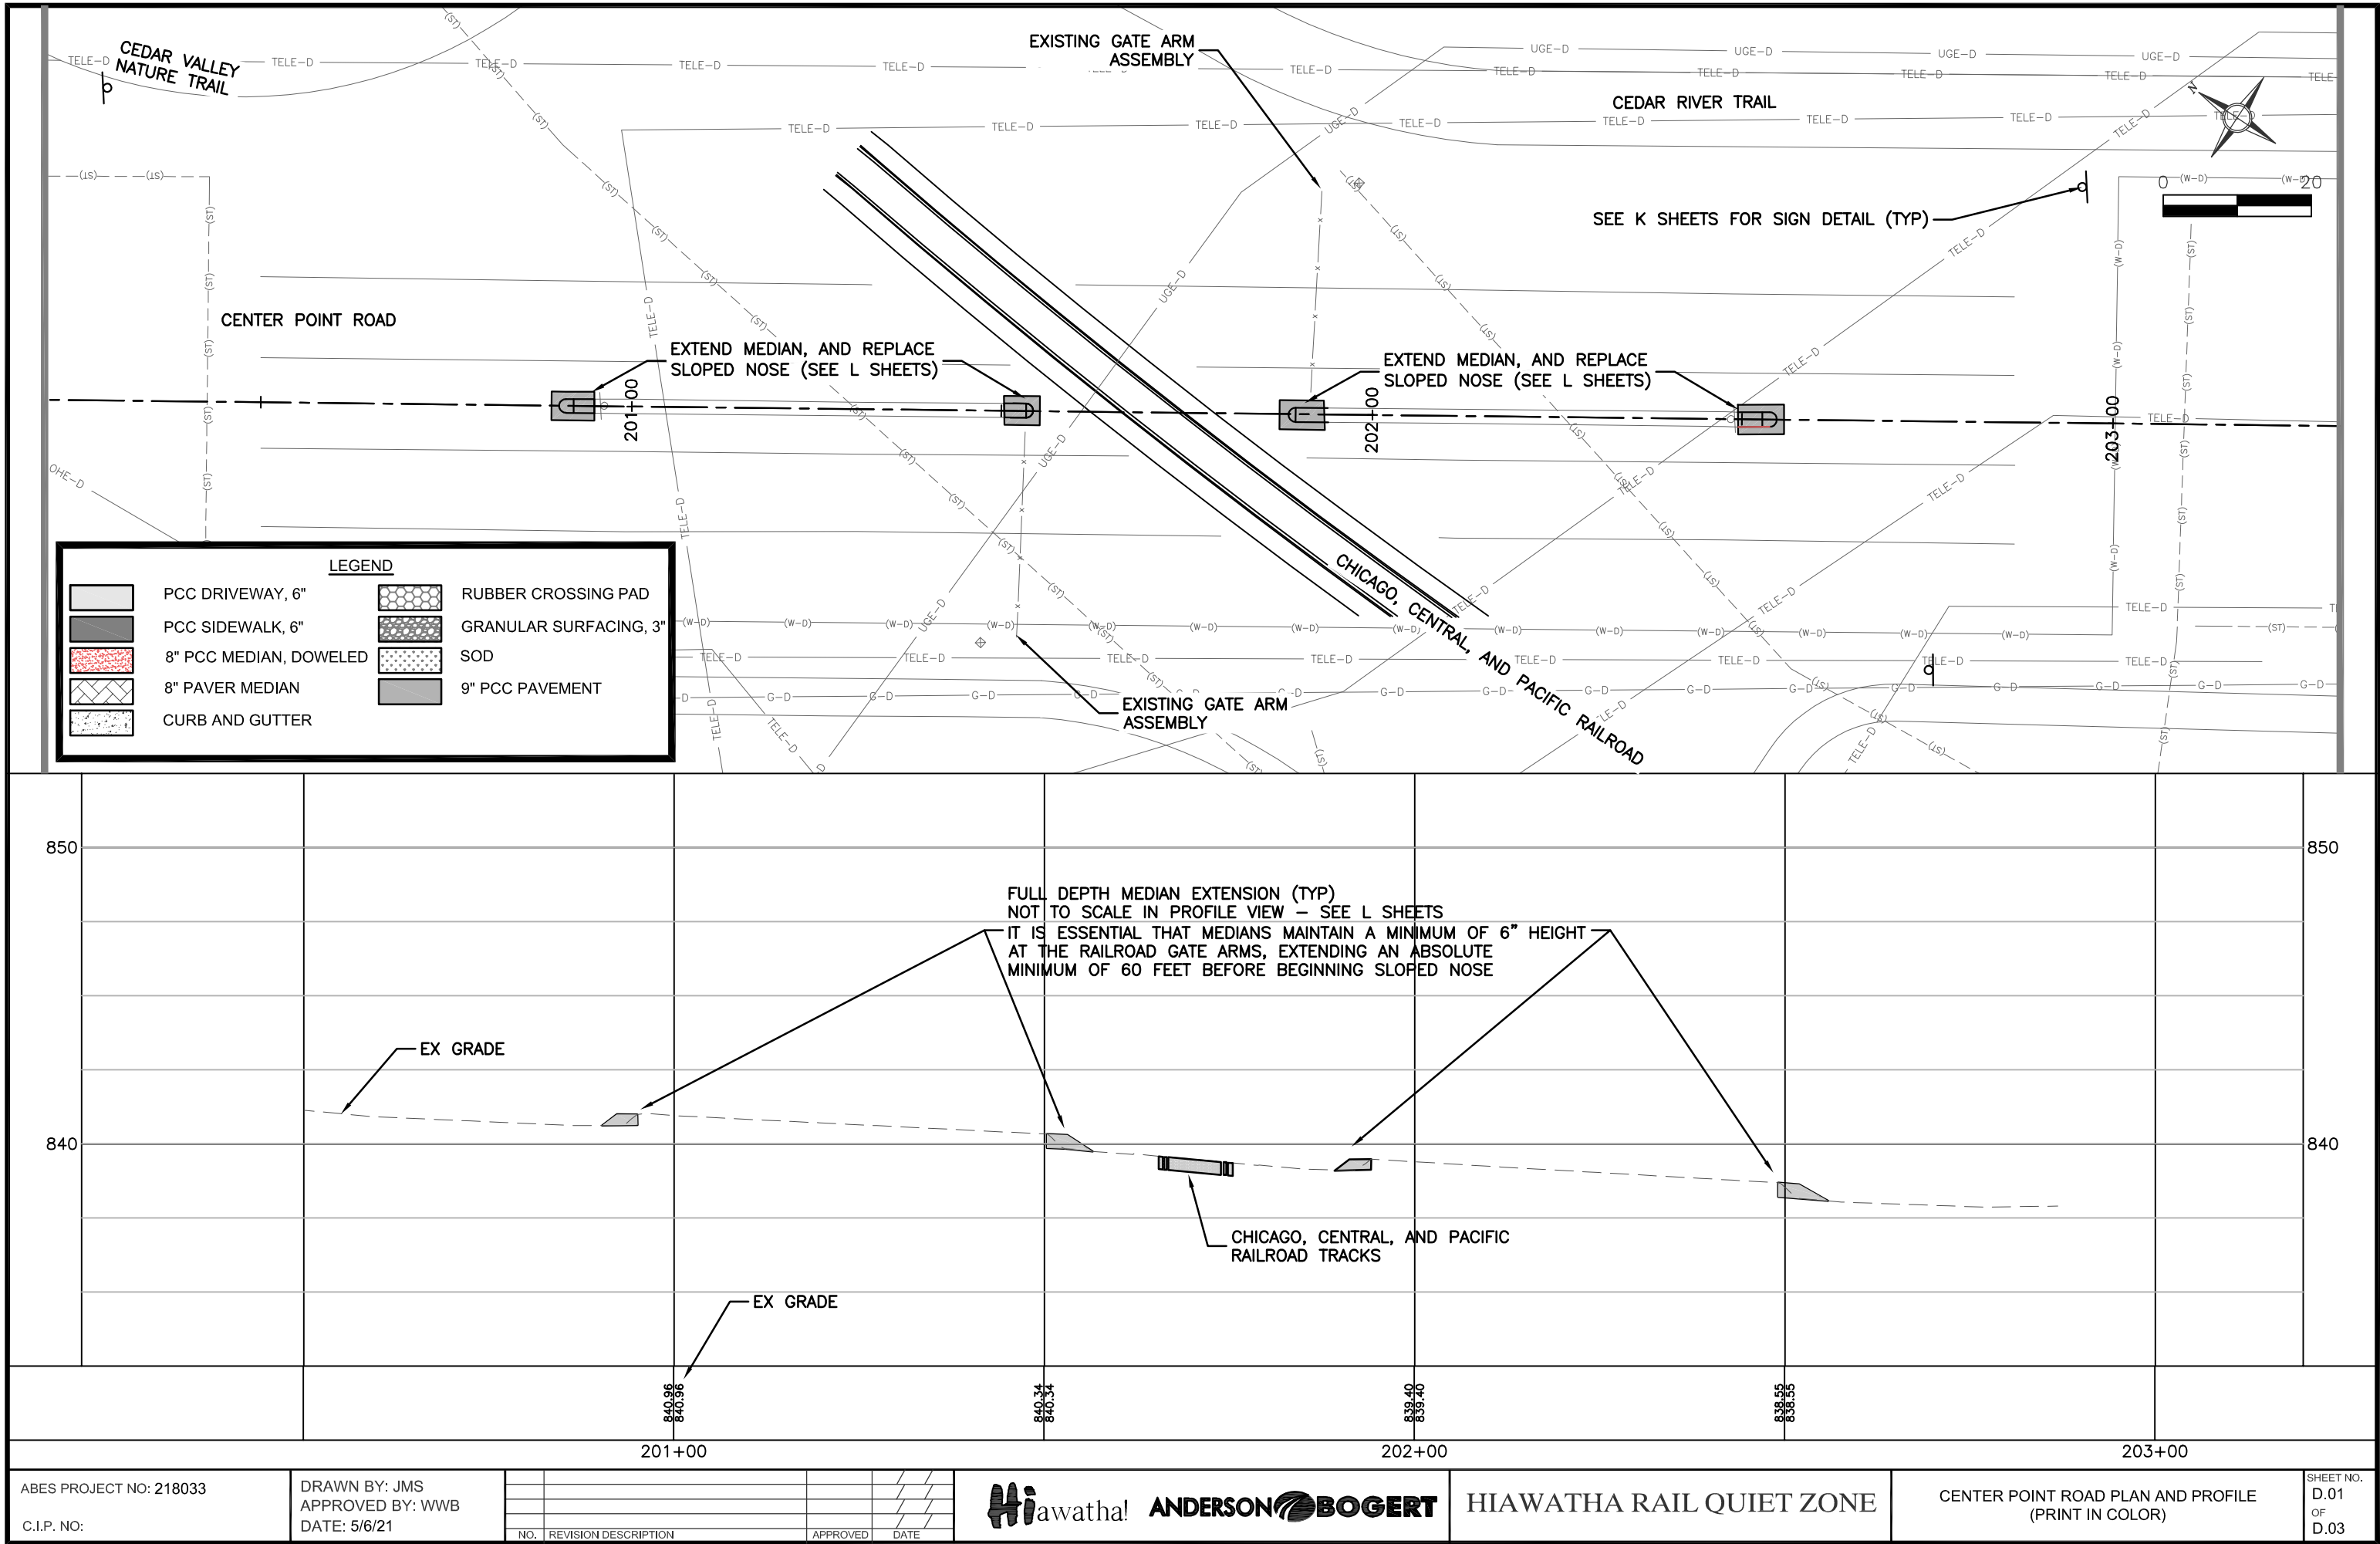 CEDAR VALLEY
NATURE TRAIL
EXISTING GATE ARM
ASSEMBLY
CEDAR RIVER TRAIL
N
0 20
SEE K SHEETS FOR SIGN DETAIL (TYP)
CENTER POINT ROAD
EXTEND MEDIAN, AND REPLACE
SLOPED NOSE (SEE L SHEETS)
EXTEND MEDIAN, AND REPLACE
SLOPED NOSE (SEE L SHEETS)
201+00
202+00
203+00
TELE-D
UGE-D
OHE-D
(ST)
(W-D)
G-D
CHICAGO, CENTRAL, AND PACIFIC RAILROAD
EXISTING GATE ARM
ASSEMBLY
LEGEND
PCC DRIVEWAY, 6"
PCC SIDEWALK, 6"
8" PCC MEDIAN, DOWELED
8" PAVER MEDIAN
CURB AND GUTTER
RUBBER CROSSING PAD
GRANULAR SURFACING, 3"
SOD
9" PCC PAVEMENT
850
850
FULL DEPTH MEDIAN EXTENSION (TYP)
NOT TO SCALE IN PROFILE VIEW – SEE L SHEETS
IT IS ESSENTIAL THAT MEDIANS MAINTAIN A MINIMUM OF 6" HEIGHT
AT THE RAILROAD GATE ARMS, EXTENDING AN ABSOLUTE
MINIMUM OF 60 FEET BEFORE BEGINNING SLOPED NOSE
EX GRADE
840
840
CHICAGO, CENTRAL, AND PACIFIC
RAILROAD TRACKS
EX GRADE
840.96
840.96
840.34
840.34
839.40
839.40
838.55
838.55
201+00
202+00
203+00
ABES PROJECT NO: 218033
C.I.P. NO:
DRAWN BY: JMS
APPROVED BY: WWB
DATE: 5/6/21
NO. REVISION DESCRIPTION APPROVED DATE
Hiawatha!
ANDERSON BOGERT
HIAWATHA RAIL QUIET ZONE
CENTER POINT ROAD PLAN AND PROFILE
(PRINT IN COLOR)
SHEET NO.
D.01
OF
D.03